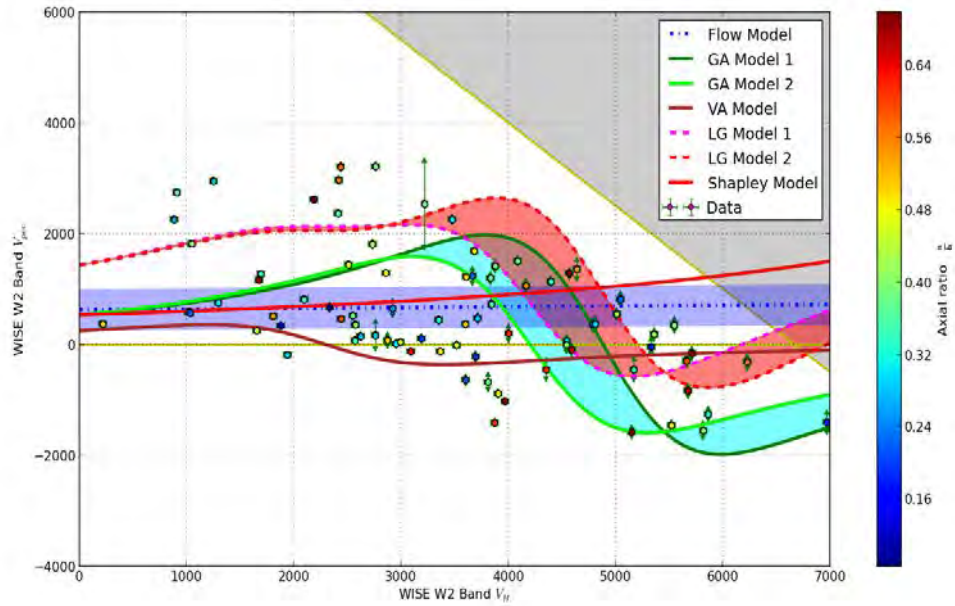 6000
4000
2000
0
−2000
−4000
WISE W2 Band V_pec
0 1000 2000 3000 4000 5000 6000 7000
WISE W2 Band V_H
Flow Model
GA Model 1
GA Model 2
VA Model
LG Model 1
LG Model 2
Shapley Model
Data
0.64
0.56
0.48
0.40
0.32
0.24
0.16
Axial ratio